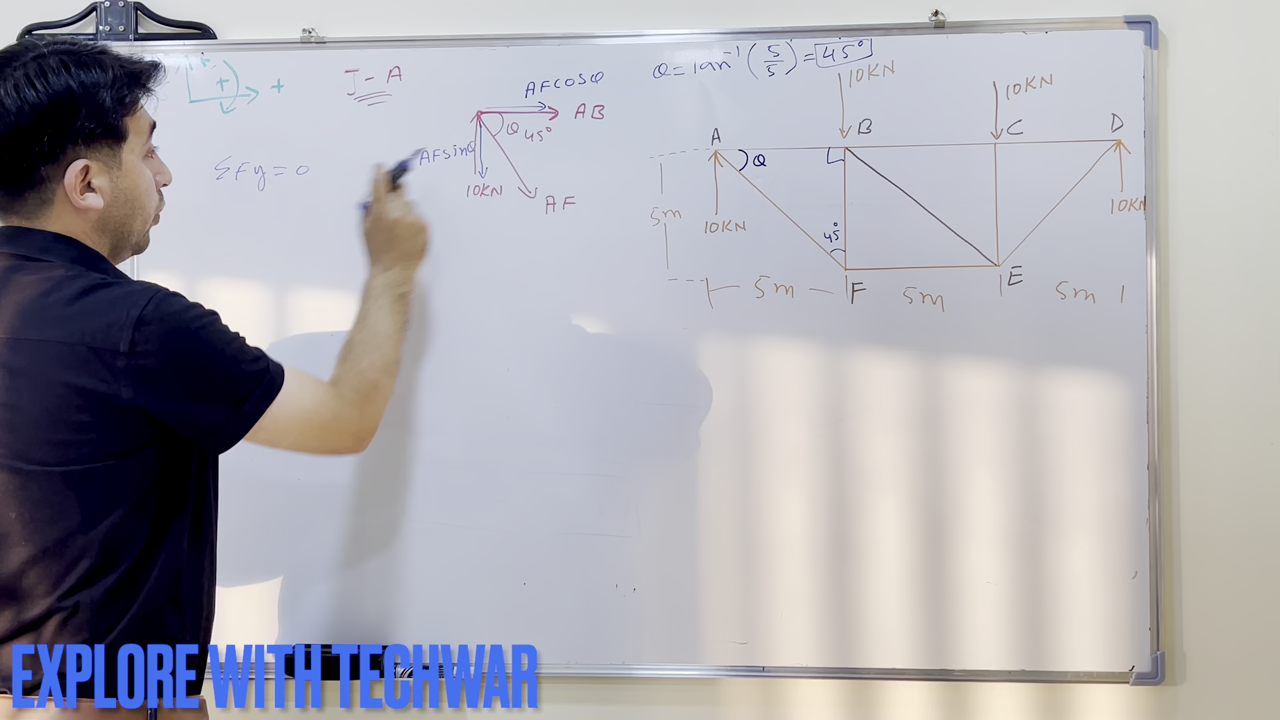 J-A
ΣFy=0
AFcosθ
AB
θ 45°
AFsinθ
10KN
AF
θ=tan⁻¹(5/5)=45°
10KN
10KN
A
B
C
D
θ
5m
10KN
45°
10KN
F
E
5m
5m
5m
+
+
EXPLORE WITH TECHWAR